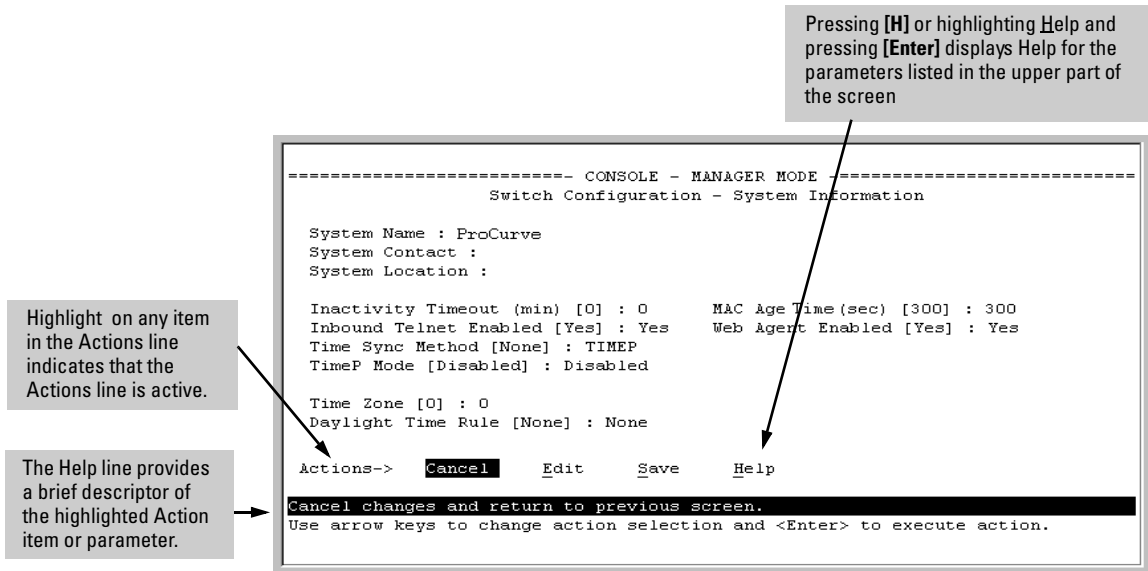 Pressing [H] or highlighting Help and
pressing [Enter] displays Help for the
parameters listed in the upper part of
the screen
==========================- CONSOLE - MANAGER MODE -============================
Switch Configuration - System Information
System Name : ProCurve
System Contact :
System Location :
Inactivity Timeout (min) [0] : 0     MAC Age Time(sec) [300] : 300
Inbound Telnet Enabled [Yes] : Yes     Web Agent Enabled [Yes] : Yes
Time Sync Method [None] : TIMEP
TimeP Mode [Disabled] : Disabled
Time Zone [0] : 0
Daylight Time Rule [None] : None
Actions->   Cancel     Edit     Save     Help
Cancel changes and return to previous screen.
Use arrow keys to change action selection and <Enter> to execute action.
Highlight on any item
in the Actions line
indicates that the
Actions line is active.
The Help line provides
a brief descriptor of
the highlighted Action
item or parameter.